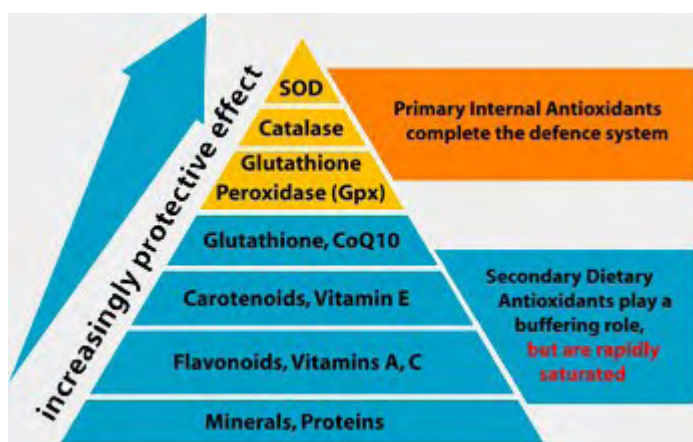 increasingly protective effect
SOD
Catalase
Glutathione
Peroxidase (Gpx)
Glutathione, CoQ10
Carotenoids, Vitamin E
Flavonoids, Vitamins A, C
Minerals, Proteins
Primary Internal Antioxidants
complete the defence system
Secondary Dietary
Antioxidants play a
buffering role,
but are rapidly
saturated